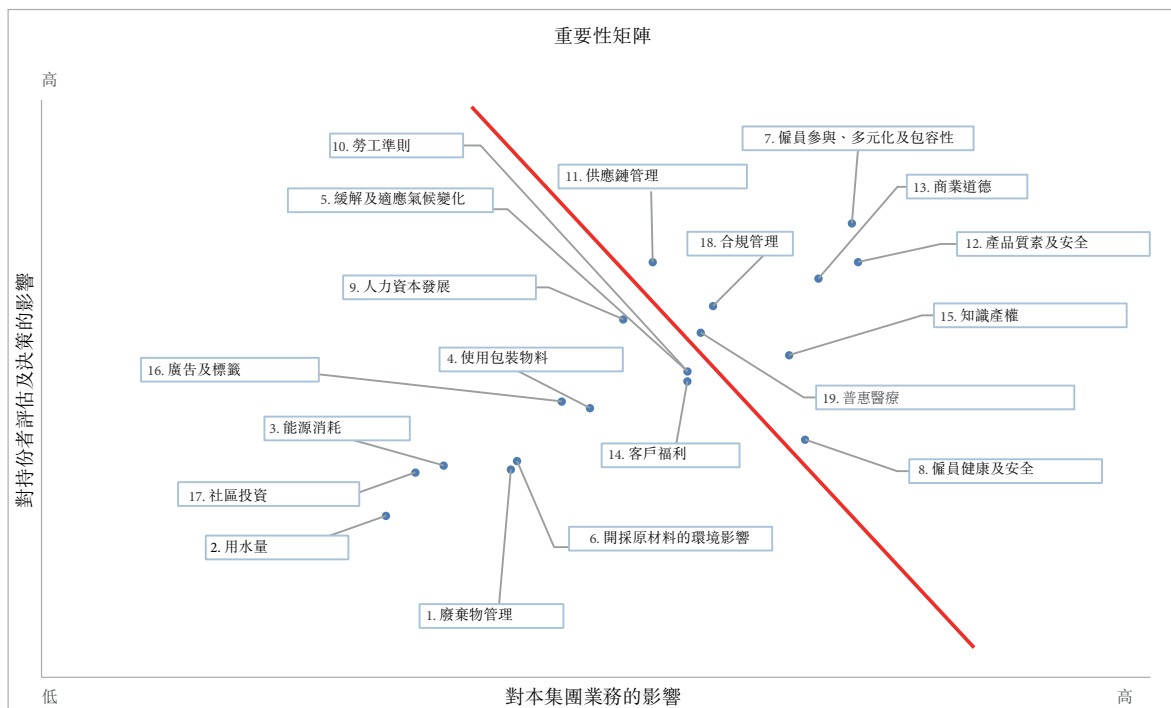 重要性矩陣
高
10. 勞工準則
7. 僱員參與、多元化及包容性
11. 供應鏈管理
13. 商業道德
5. 緩解及適應氣候變化
18. 合規管理
12. 產品質素及安全
9. 人力資本發展
15. 知識產權
4. 使用包裝物料
16. 廣告及標籤
19. 普惠醫療
3. 能源消耗
14. 客戶福利
8. 僱員健康及安全
17. 社區投資
6. 開採原材料的環境影響
2. 用水量
1. 廢棄物管理
對持份者評估及決策的影響
低
對本集團業務的影響
高